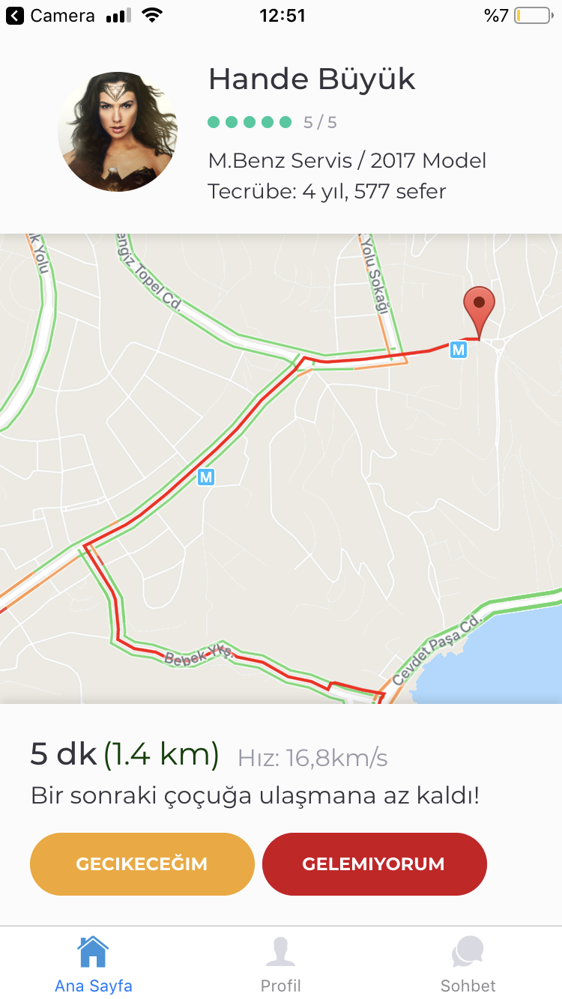 Camera 12:51 %7
Hande Büyük
5 / 5
M.Benz Servis / 2017 Model
Tecrübe: 4 yıl, 577 sefer
k Yolu
engiz Topel Cd.
Yolu Sokağı
M
M
Bebek Ykş.
Cevdet Paşa Cd.
5 dk (1.4 km) Hız: 16,8km/s
Bir sonraki çoçuğa ulaşmana az kaldı!
GECIKECEĞIM GELEMIYORUM
Ana Sayfa Profil Sohbet